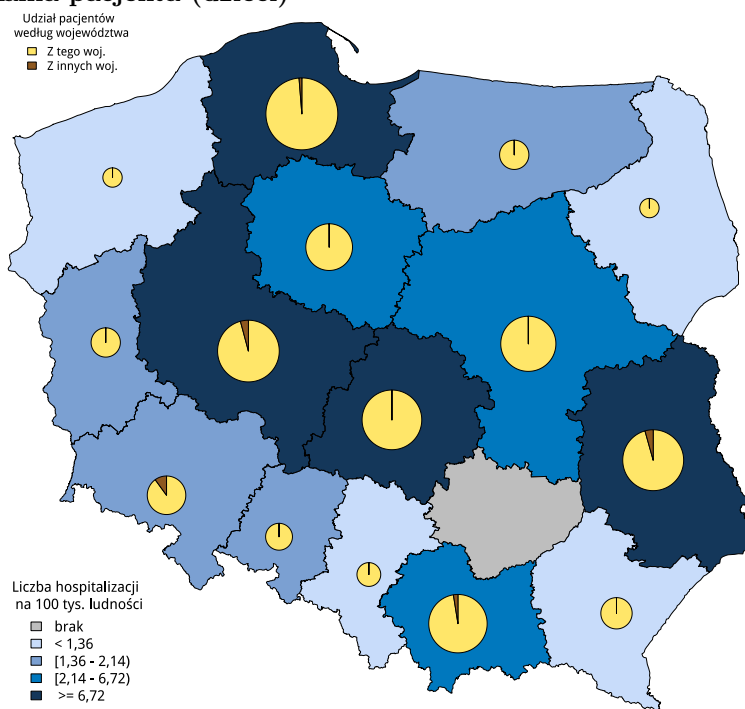 Udział pacjentów
według województwa
Z tego woj.
Z innych woj.
Liczba hospitalizacji
na 100 tys. ludności
brak
< 1,36
[1,36 - 2,14)
[2,14 - 6,72)
>= 6,72